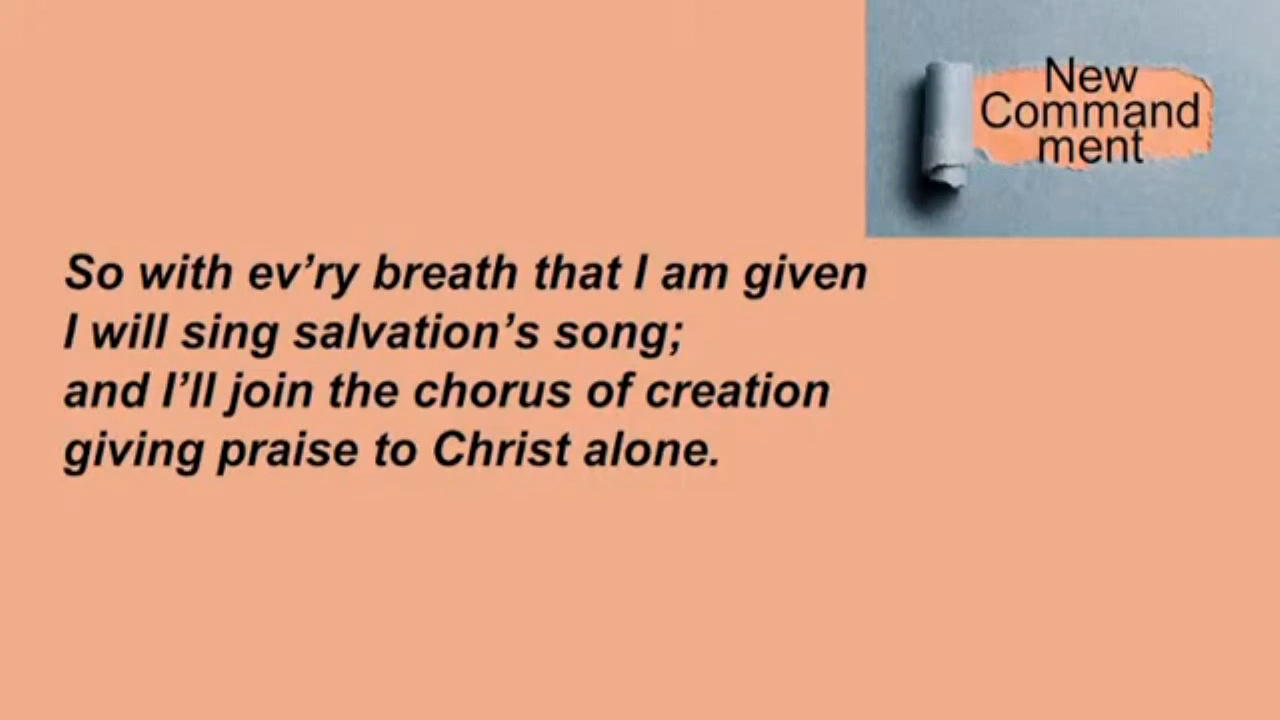 New
Command
ment
So with ev’ry breath that I am given
I will sing salvation’s song;
and I’ll join the chorus of creation
giving praise to Christ alone.